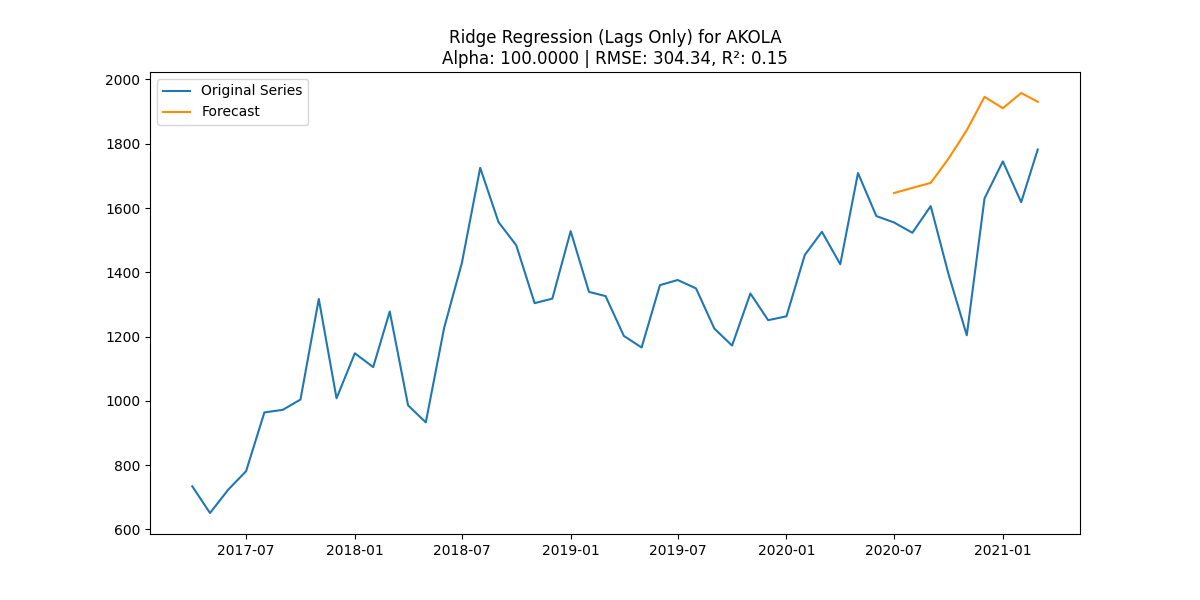 Ridge Regression (Lags Only) for AKOLA
Alpha: 100.0000 | RMSE: 304.34, R²: 0.15
Original Series
Forecast
2000
1800
1600
1400
1200
1000
800
600
2017-07 2018-01 2018-07 2019-01 2019-07 2020-01 2020-07 2021-01